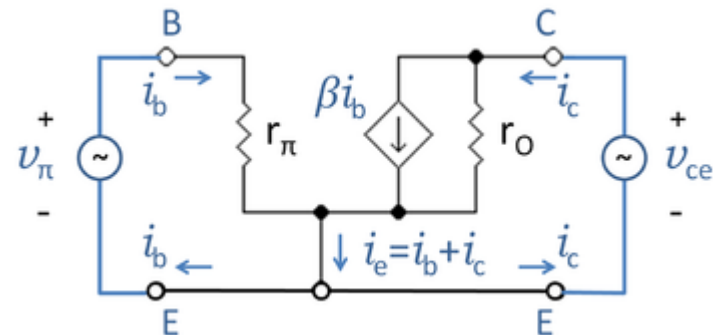 B C
i_b βi_b i_c
+ +
v_π ~ r_π r_O ~ v_ce
- -
i_b i_e=i_b+i_c i_c
E E